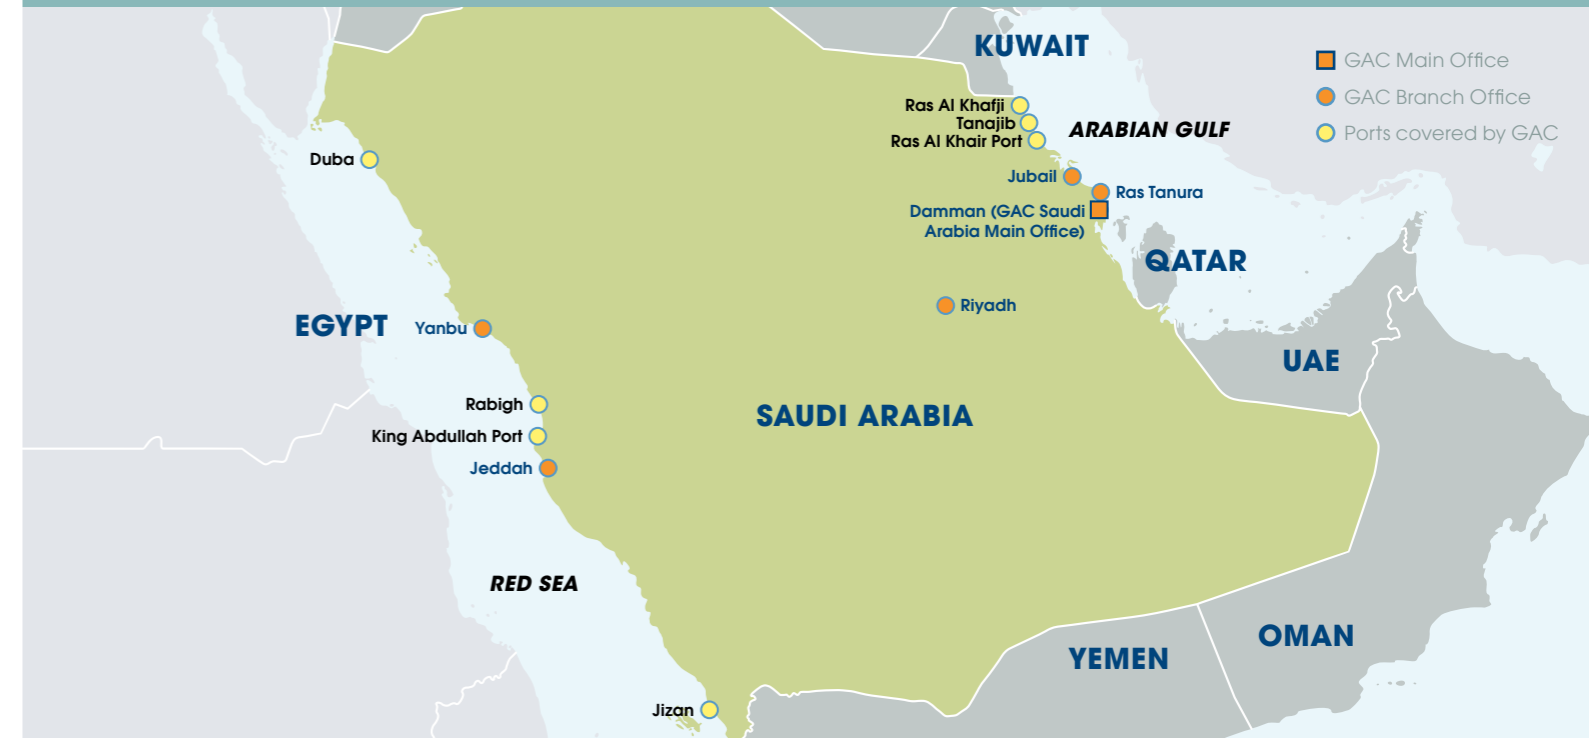 KUWAIT
GAC Main Office
GAC Branch Office
Ports covered by GAC
Ras Al Khafji
Tanajib
Ras Al Khair Port
ARABIAN GULF
Duba
Jubail
Ras Tanura
Damman (GAC Saudi
Arabia Main Office)
QATAR
Riyadh
EGYPT
Yanbu
UAE
Rabigh
SAUDI ARABIA
King Abdullah Port
Jeddah
RED SEA
OMAN
YEMEN
Jizan